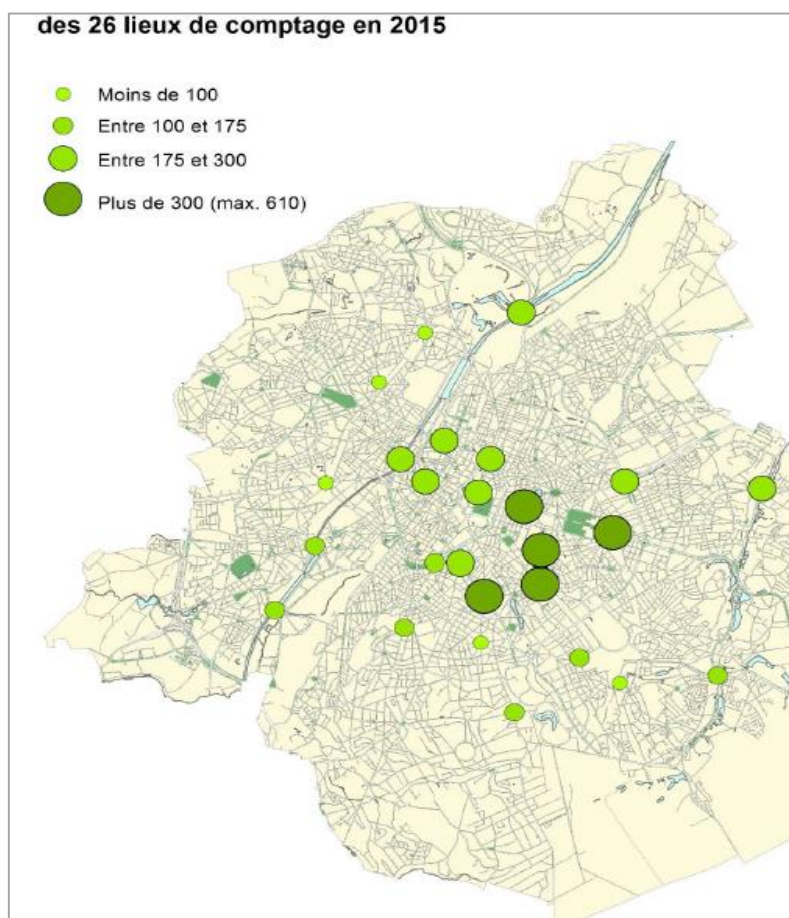 des 26 lieux de comptage en 2015
Moins de 100
Entre 100 et 175
Entre 175 et 300
Plus de 300 (max. 610)